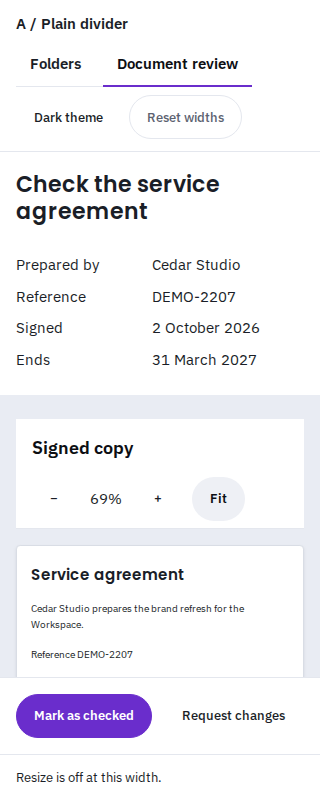 A / Plain divider
Folders Document review
Dark theme Reset widths
Check the service
agreement
Prepared by Cedar Studio
Reference DEMO-2207
Signed 2 October 2026
Ends 31 March 2027
Signed copy
− 69% + Fit
Service agreement
Cedar Studio prepares the brand refresh for the
Workspace.
Reference DEMO-2207
Mark as checked Request changes
Resize is off at this width.